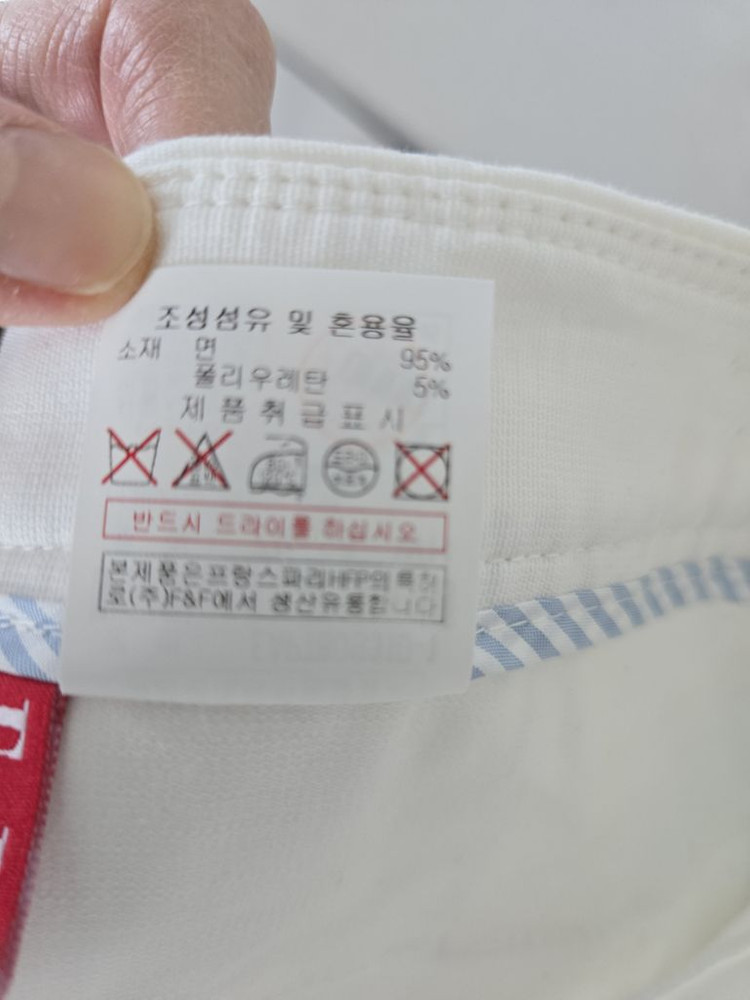 조성섬유 및 혼용율
소재 면 95%
폴리우레탄 5%
제 품 취 급 표 시
반드시 드라이를 하십시오
본제품은프랑스파리HFP의 특
로(주)F&F에서 생산유통합니다